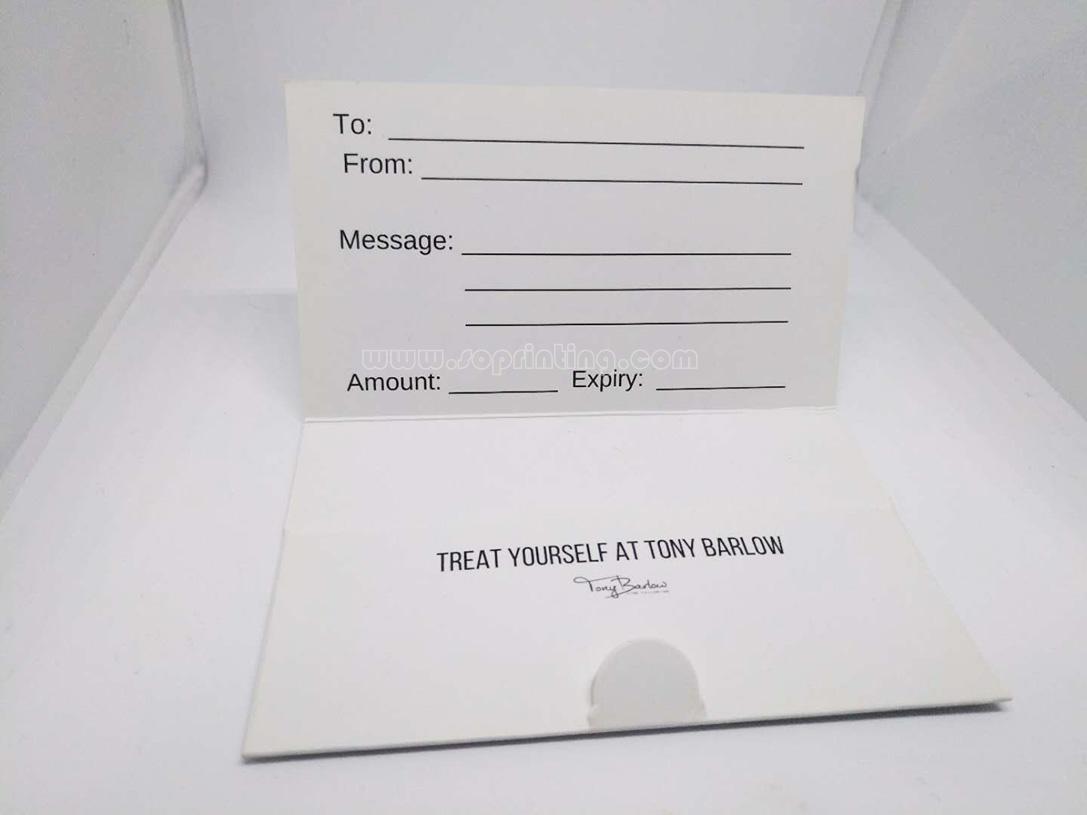 To:
From:
Message:
www.soprinting.com
Amount: Expiry:
TREAT YOURSELF AT TONY BARLOW
Tony Barlow